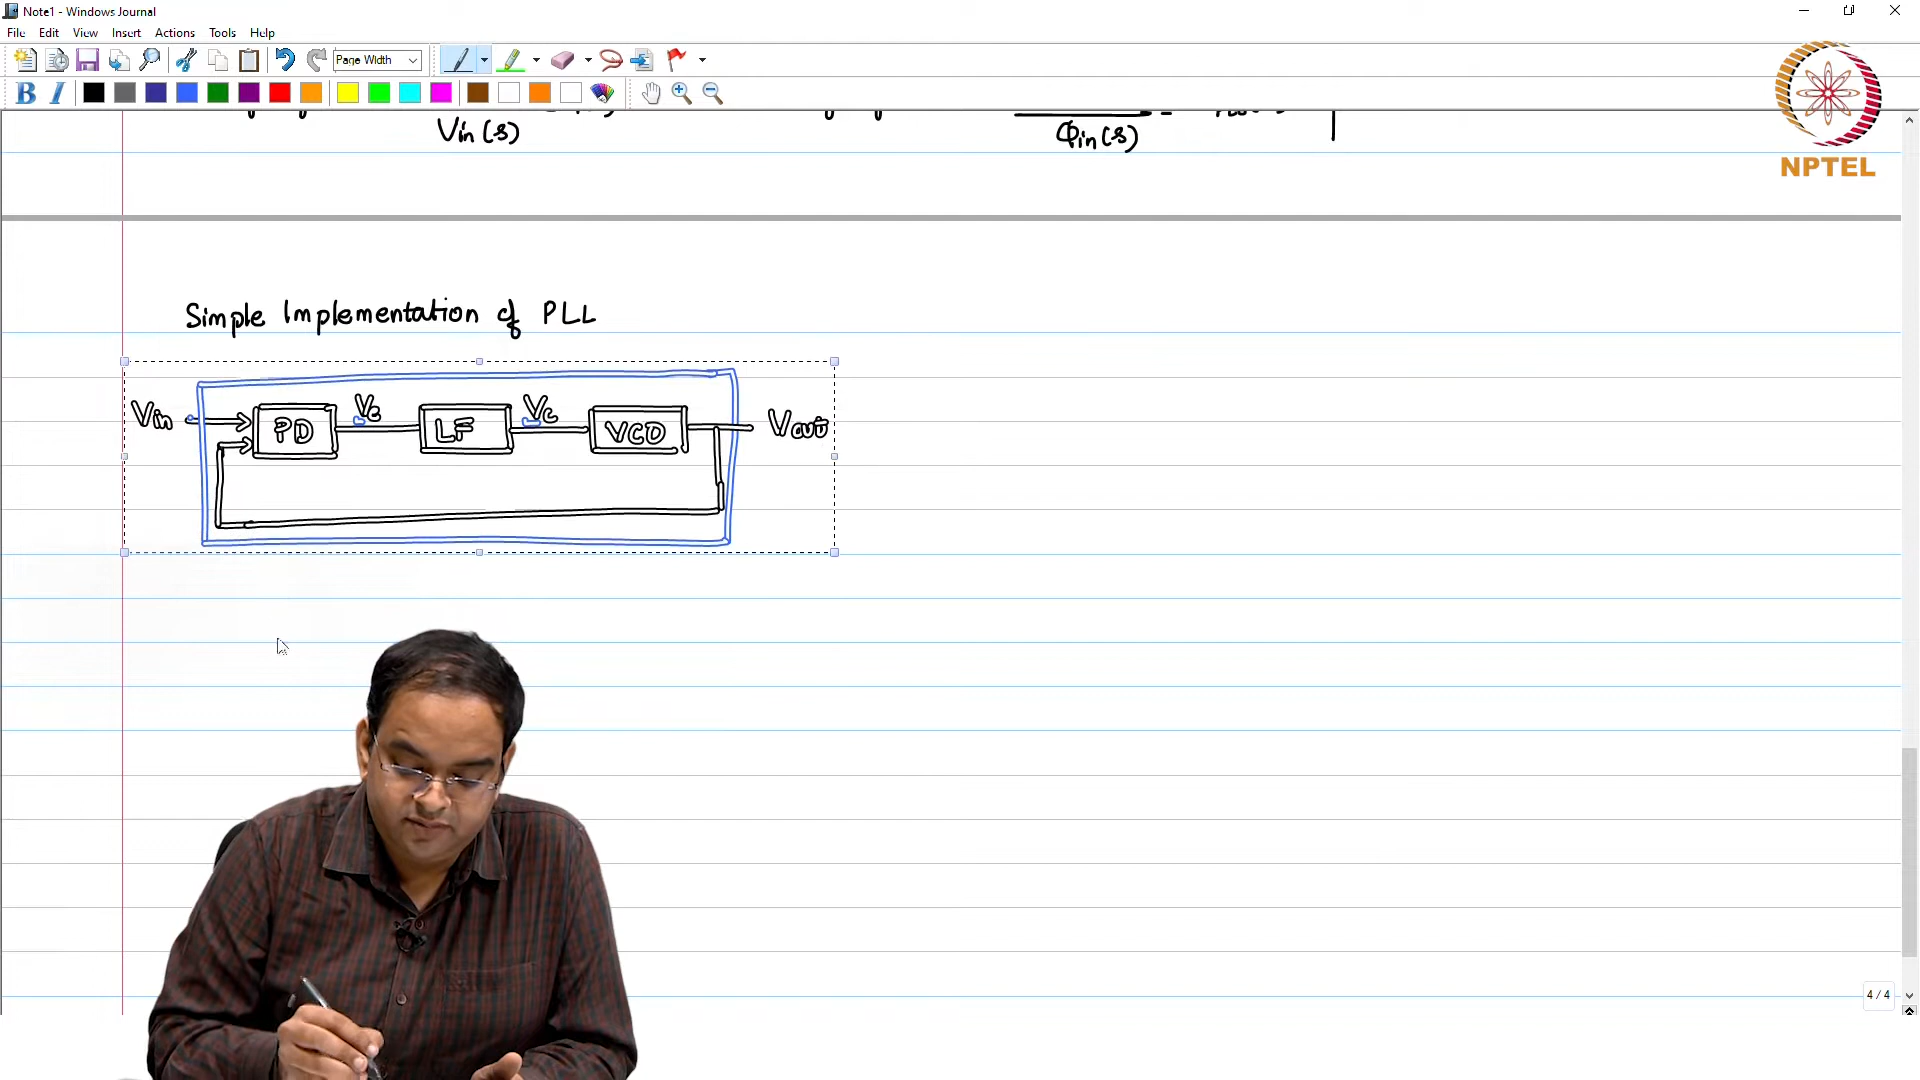 Note1 - Windows Journal
File Edit View Insert Actions Tools Help
Page Width
B I
Vin(s)
Φin(s)
=
NPTEL
Simple Implementation of PLL
Vin PD Ve LF Vc VCO Vout
4 / 4